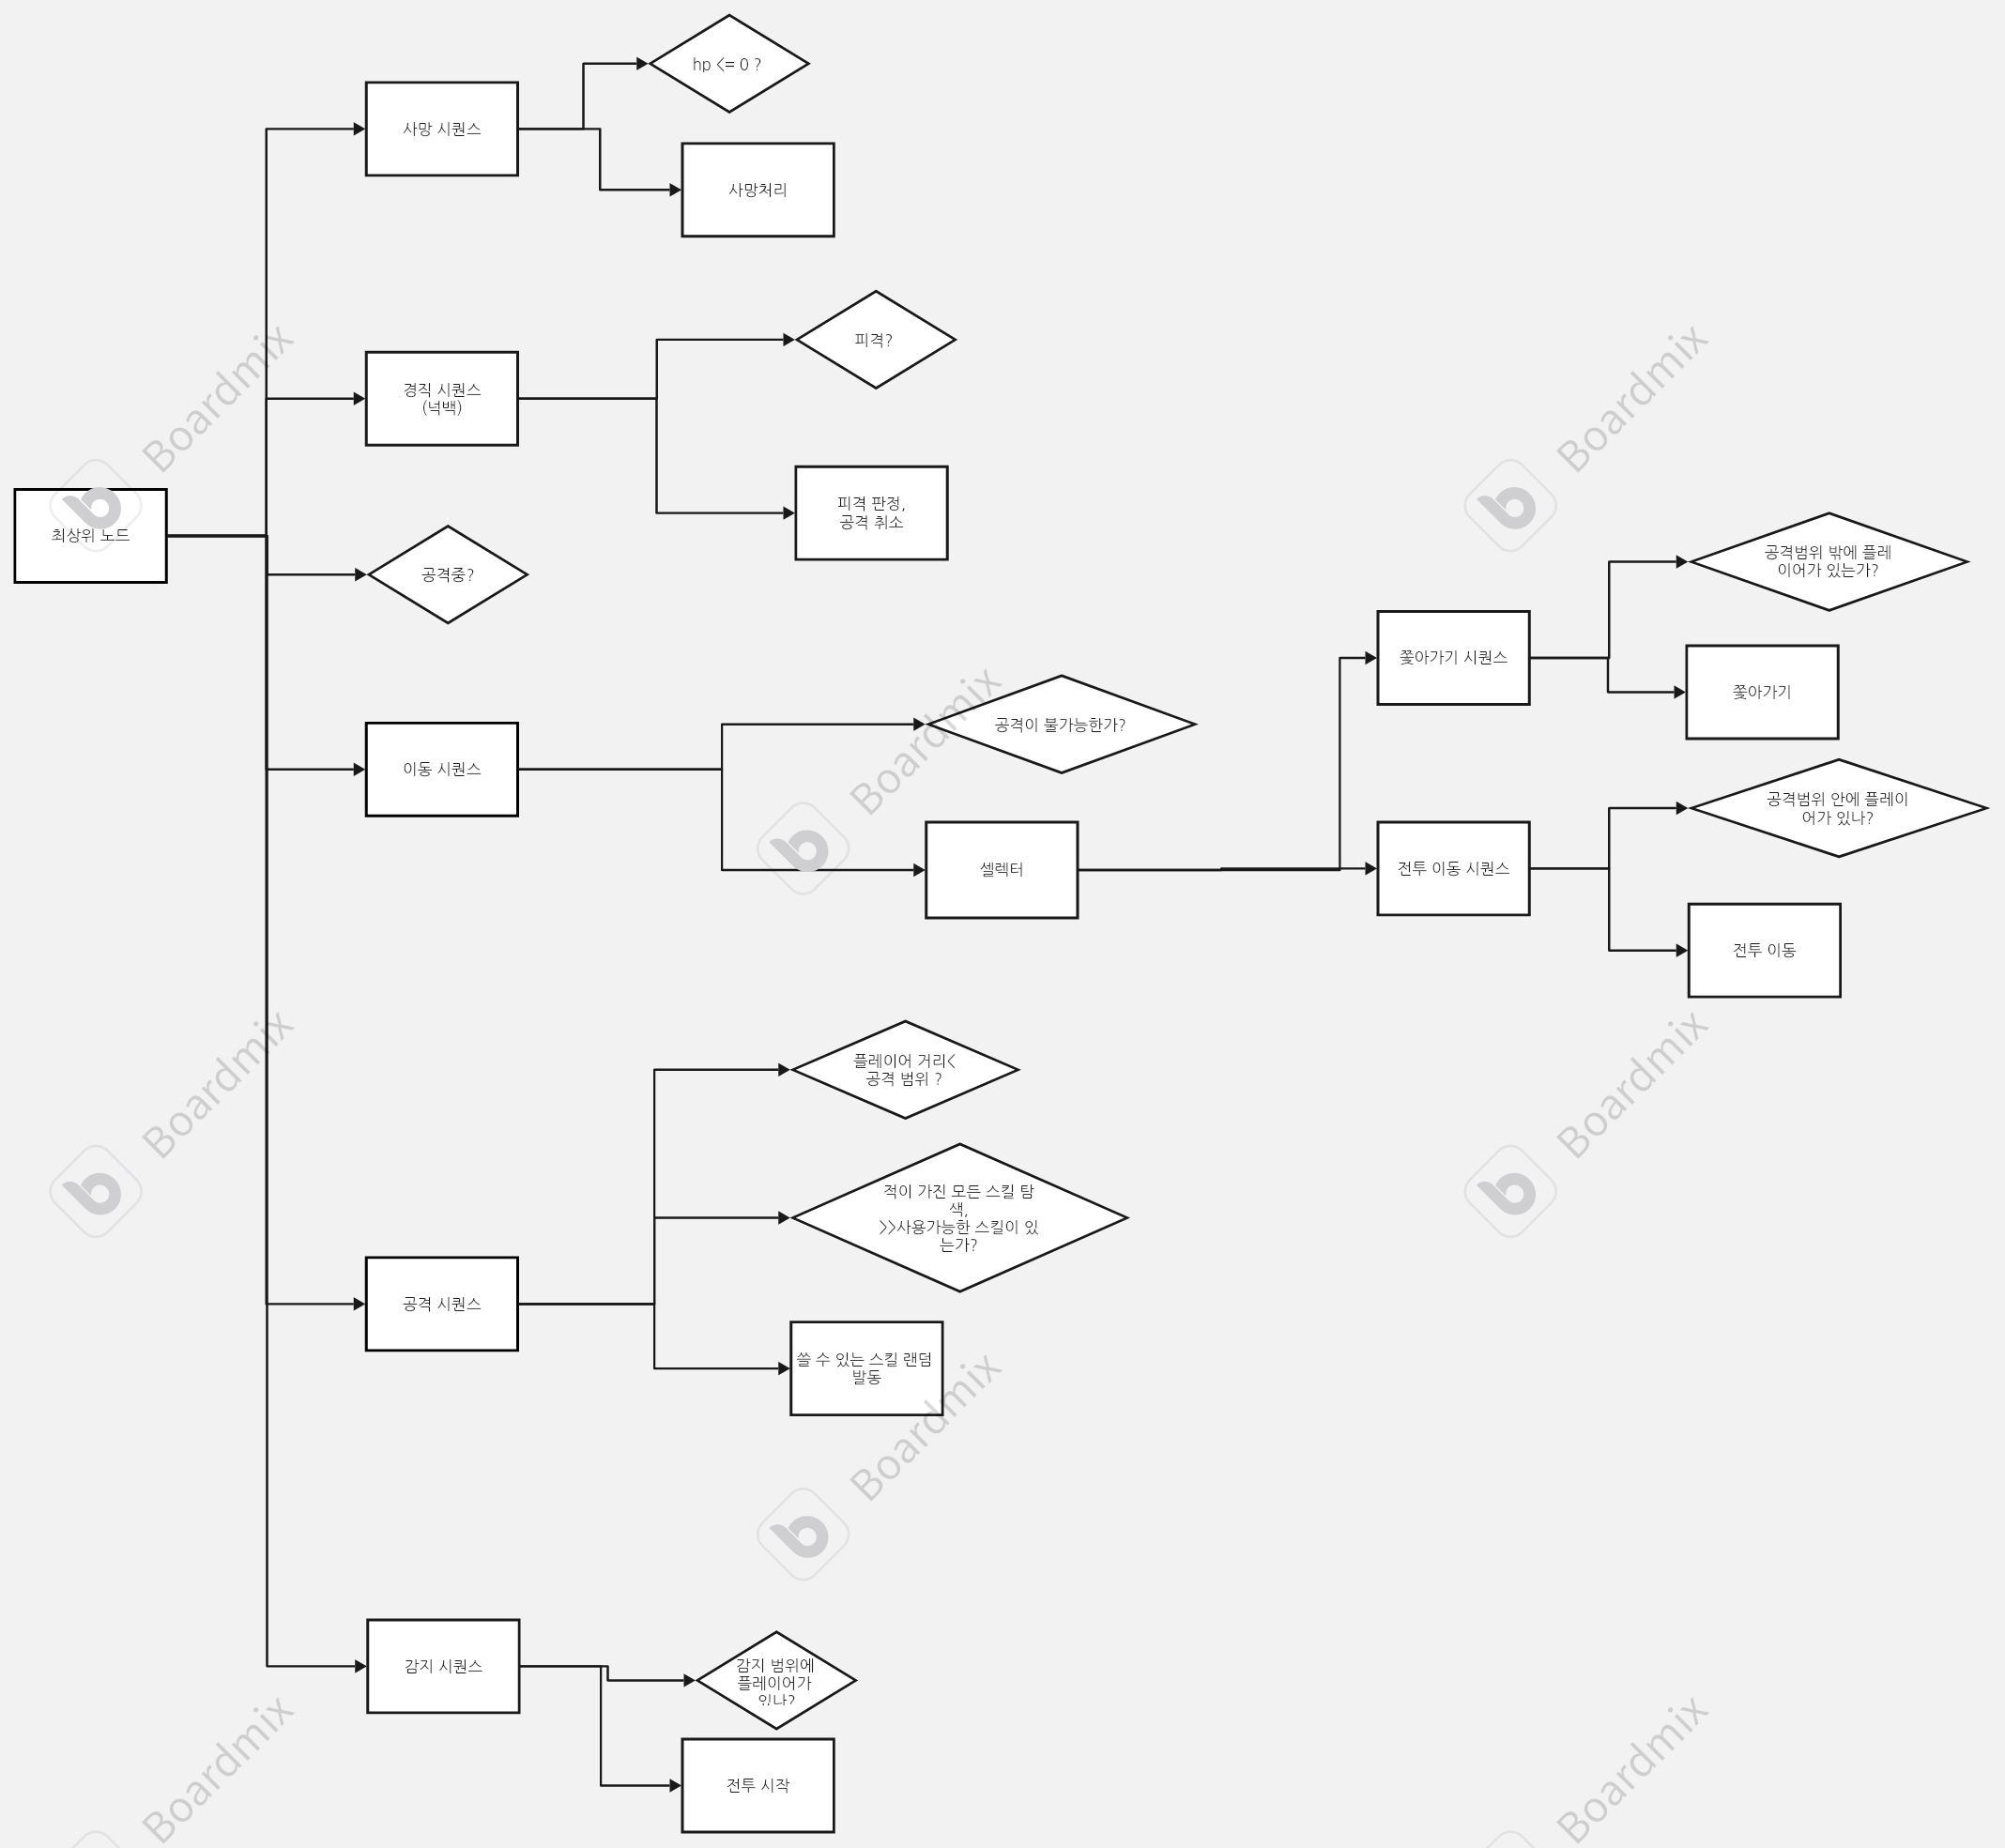 hp <= 0 ?
사망 시퀀스
사망처리
피격?
경직 시퀀스
(넉백)
피격 판정,
공격 취소
최상위 노드
공격중?
공격범위 밖에 플레
이어가 있는가?
쫓아가기 시퀀스
쫓아가기
공격이 불가능한가?
이동 시퀀스
공격범위 안에 플레이
어가 있나?
셀렉터
전투 이동 시퀀스
전투 이동
플레이어 거리<
공격 범위 ?
적이 가진 모든 스킬 탐
색,
>>사용가능한 스킬이 있
는가?
공격 시퀀스
쓸 수 있는 스킬 랜덤
발동
감지 시퀀스
감지 범위에
플레이어가
있나?
전투 시작
Boardmix
Boardmix
Boardmix
Boardmix
Boardmix
Boardmix
Boardmix
Boardmix